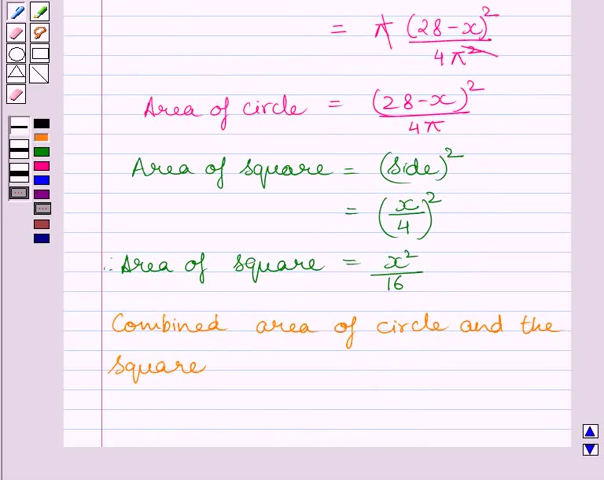 = π (28-x)² / 4π²
Area of circle = (28-x)² / 4π
Area of square = (side)²
= (x/4)²
∴ Area of square = x²/16
Combined area of circle and the
square